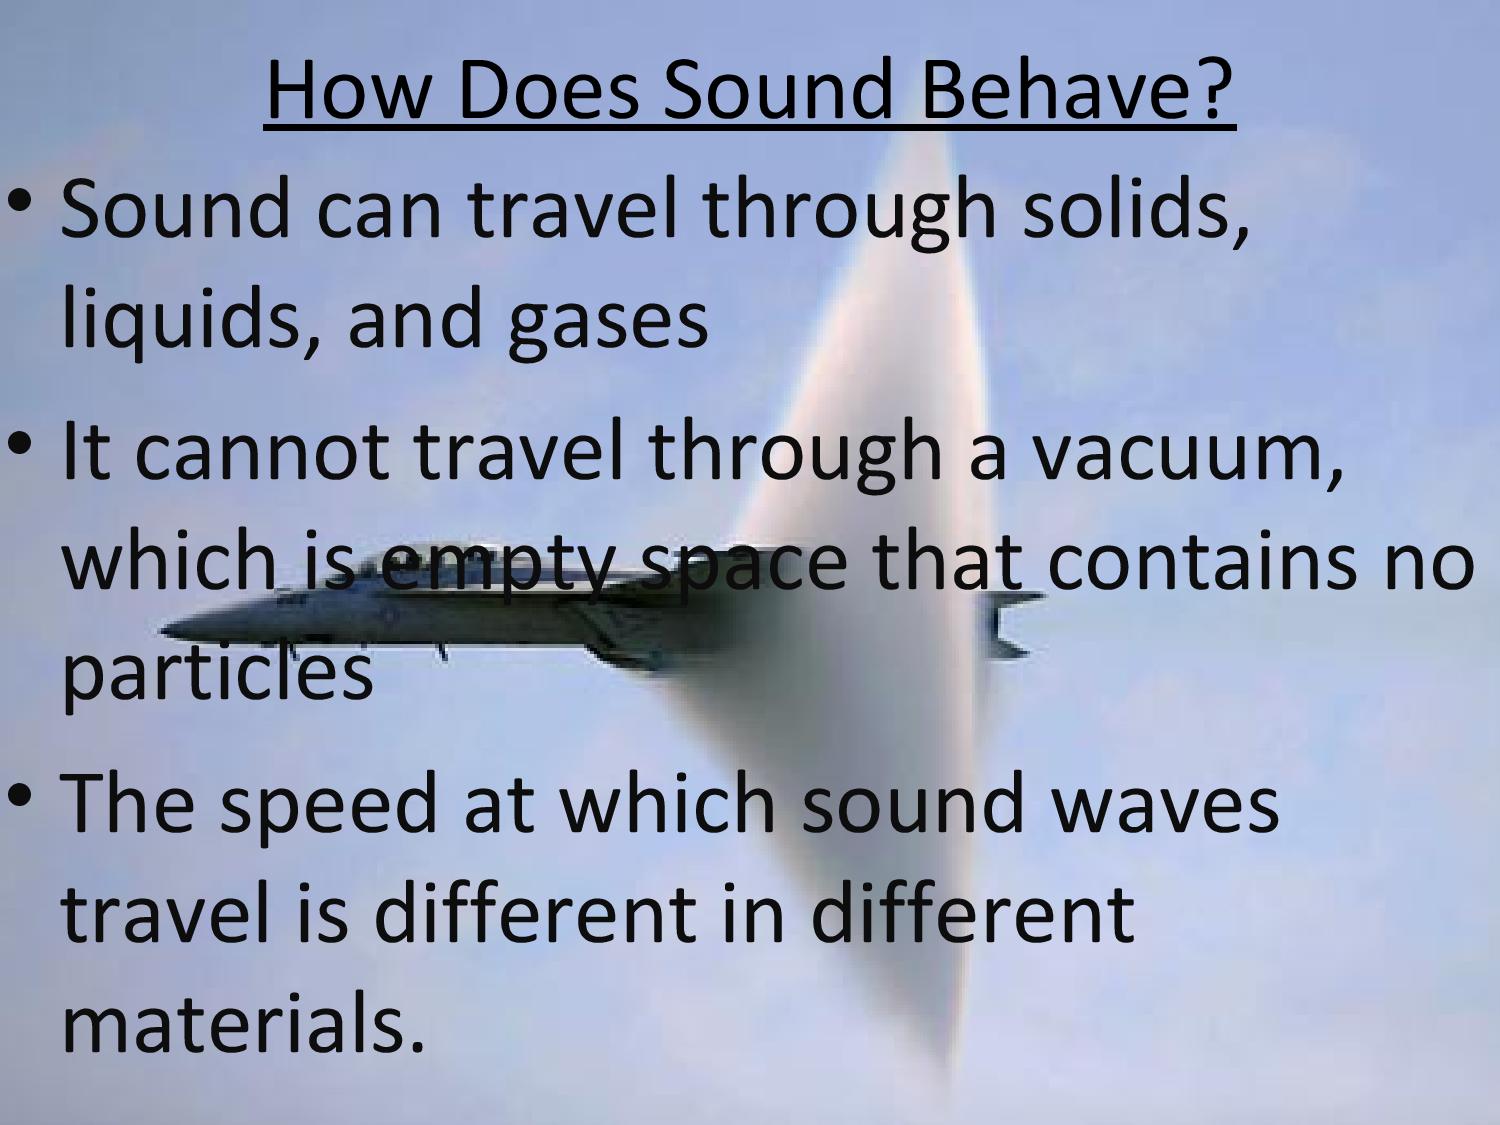 How Does Sound Behave?
• Sound can travel through solids,
liquids, and gases
• It cannot travel through a vacuum,
which is empty space that contains no
particles
• The speed at which sound waves
travel is different in different
materials.